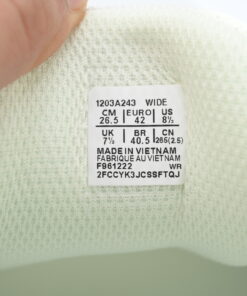 1203A243 WIDE
CM EURO US
26.5 42 8½
UK BR CN
7½ 40.5 265(2.5)
MADE IN VIETNAM
FABRIQUE AU VIETNAM
F961222 WR
2FCCYK3JCSSFTQJ